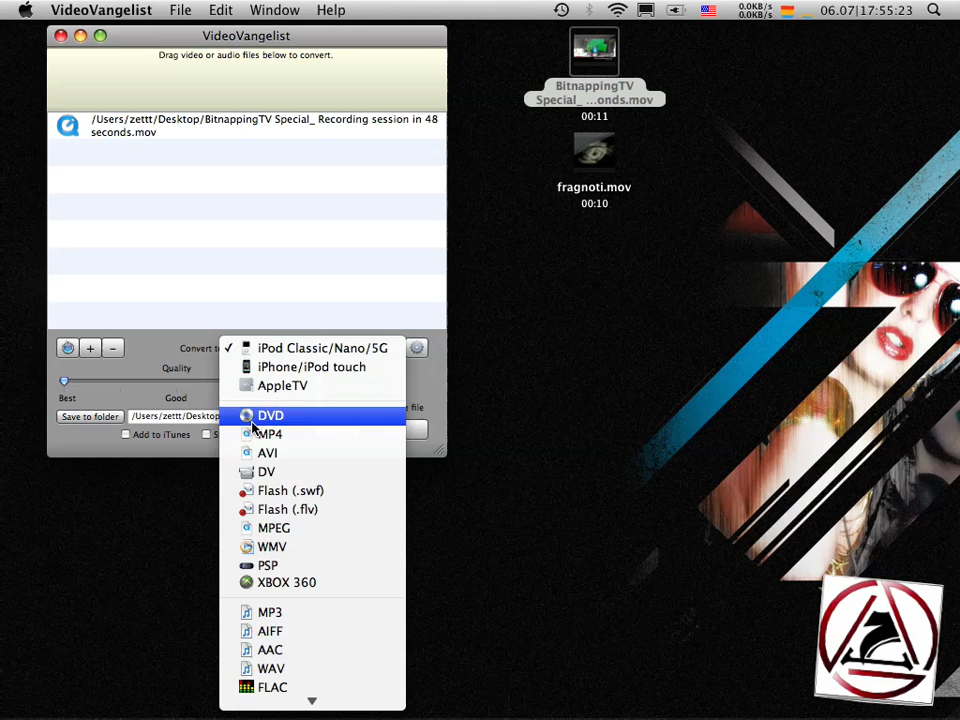 VideoVangelist File Edit Window Help 0.0KB/s 0.0KB/s 06.07|17:55:23
VideoVangelist
Drag video or audio files below to convert.
/Users/zettt/Desktop/BitnappingTV Special_ Recording session in 48
seconds.mov
Convert to
Quality
Best Good
Save to folder /Users/zettt/Desktop
e file
Add to iTunes S
iPod Classic/Nano/5G
iPhone/iPod touch
AppleTV
DVD
MP4
AVI
DV
Flash (.swf)
Flash (.flv)
MPEG
WMV
PSP
XBOX 360
MP3
AIFF
AAC
WAV
FLAC
BitnappingTV
Special_ ...onds.mov
00:11
fragnoti.mov
00:10